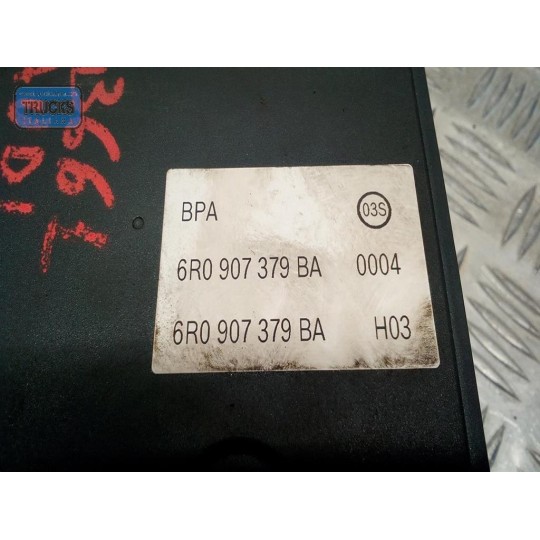 TRUCKS
BPA 03S
6R0 907 379 BA 0004
6R0 907 379 BA H03